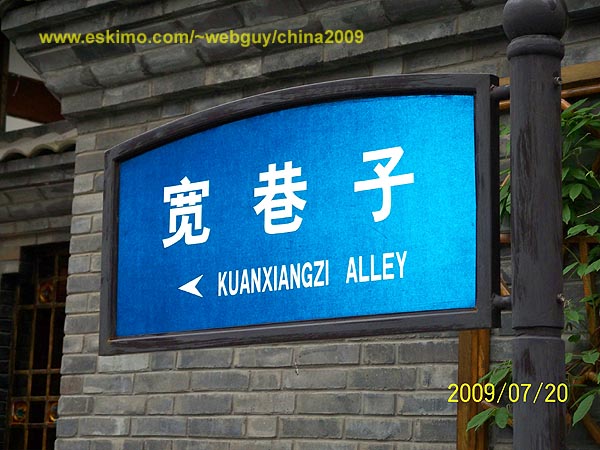 www.eskimo.com/~webguy/china2009
宽巷子
KUANXIANGZI ALLEY
2009/07/20